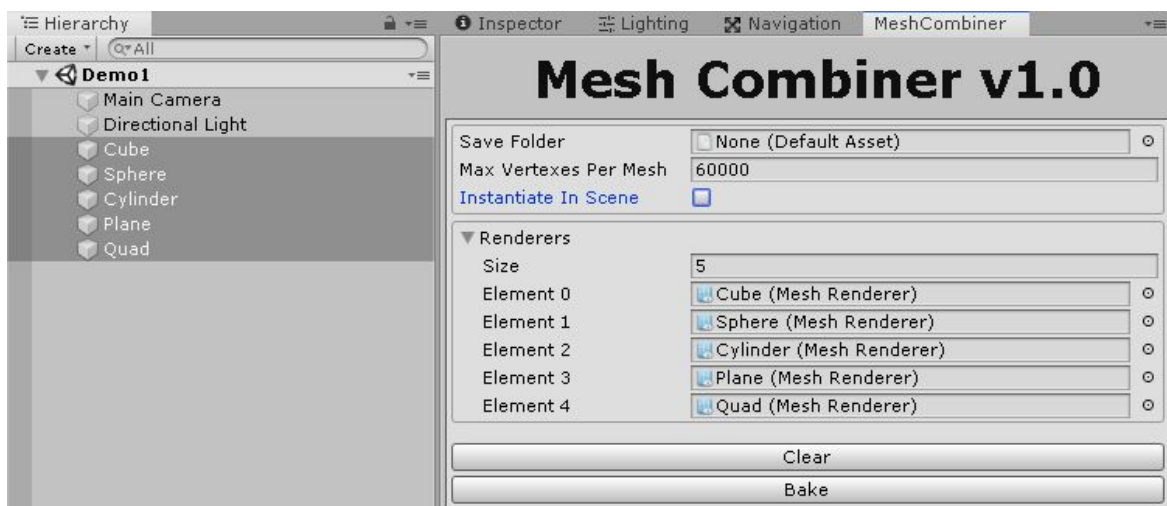 Hierarchy
Create
All
Demo1
Main Camera
Directional Light
Cube
Sphere
Cylinder
Plane
Quad
Inspector Lighting Navigation MeshCombiner
Mesh Combiner v1.0
Save Folder None (Default Asset)
Max Vertexes Per Mesh 60000
Instantiate In Scene
Renderers
Size 5
Element 0 Cube (Mesh Renderer)
Element 1 Sphere (Mesh Renderer)
Element 2 Cylinder (Mesh Renderer)
Element 3 Plane (Mesh Renderer)
Element 4 Quad (Mesh Renderer)
Clear
Bake